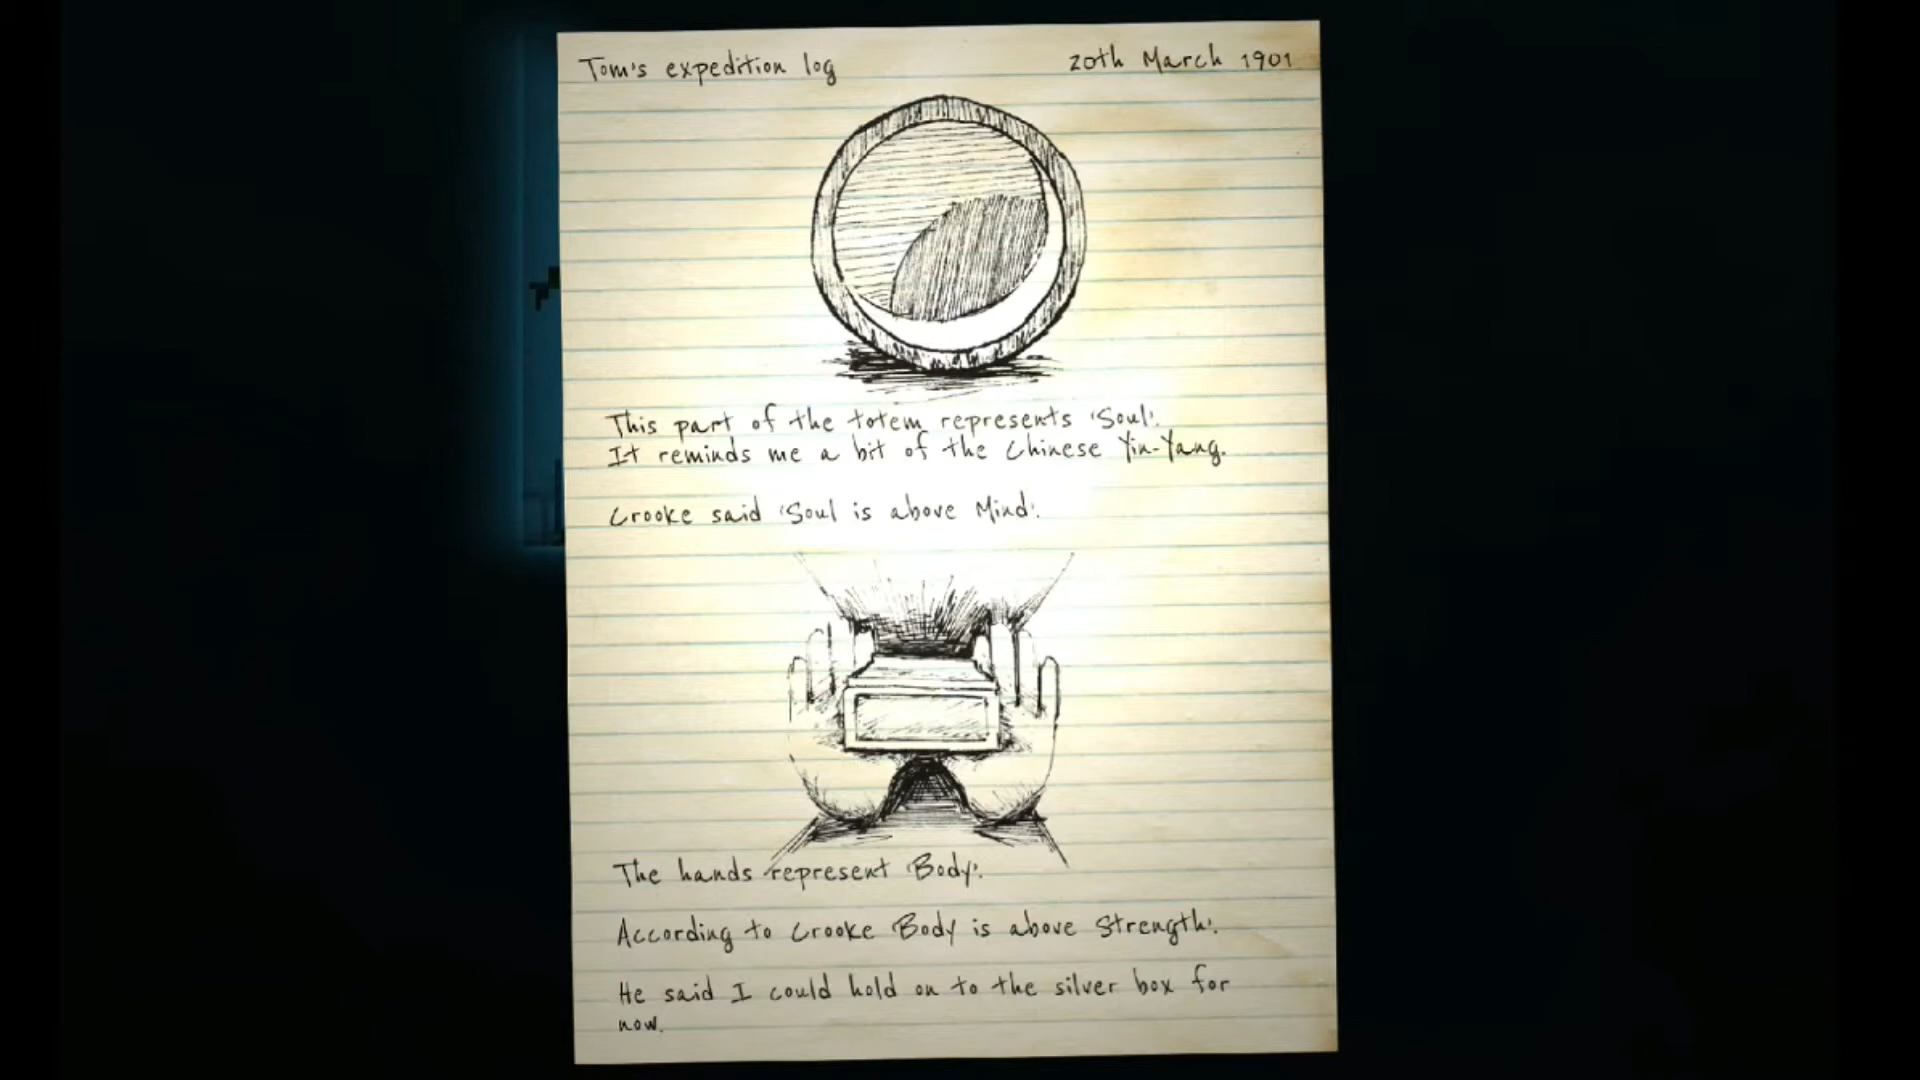 Tom's expedition log
20th March 1901
This part of the totem represents 'Soul'.
It reminds me a bit of the Chinese Yin-Yang.
Crooke said 'Soul is above Mind'.
The hands represent 'Body'.
According to Crooke 'Body is above Strength'.
He said I could hold on to the silver box for
now.